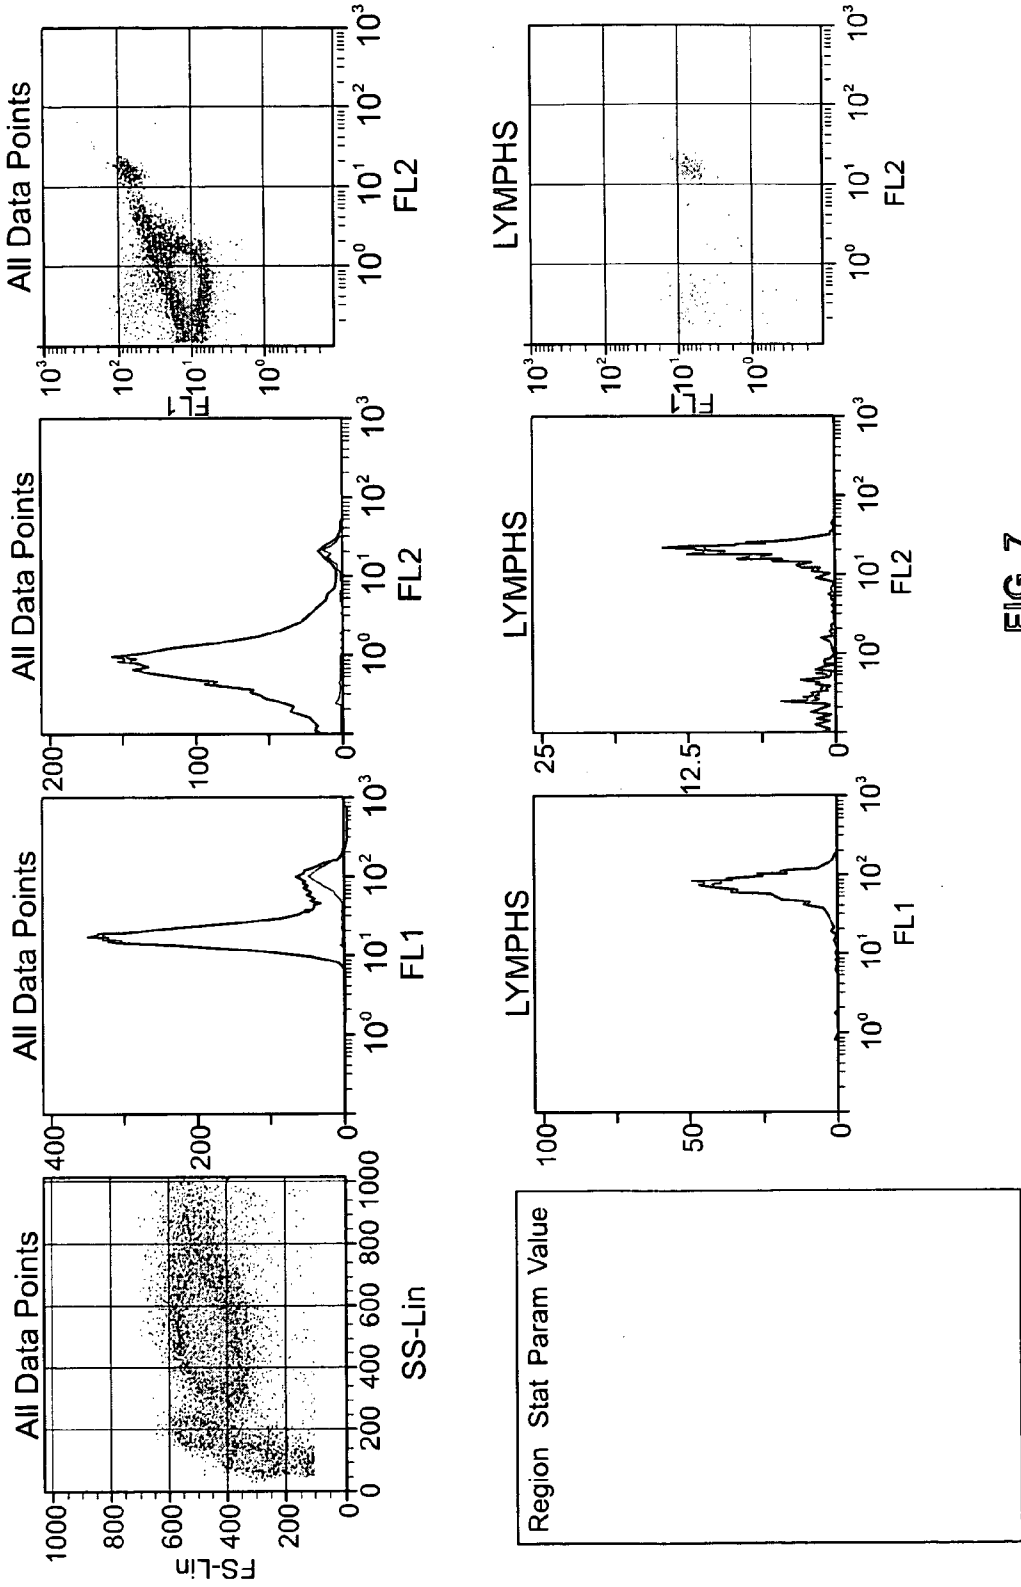 All Data Points
1000
800
600
400
200
0
FS-Lin
0 200 400 600 800 1000
SS-Lin
All Data Points
400
200
0
10⁰ 10¹ 10² 10³
FL1
All Data Points
200
100
0
10⁰ 10¹ 10² 10³
FL2
All Data Points
10³
10²
10¹
10⁰
FL1
10⁰ 10¹ 10² 10³
FL2
Region Stat Param Value
LYMPHS
100
50
0
10⁰ 10¹ 10² 10³
FL1
LYMPHS
25
12.5
0
10⁰ 10¹ 10² 10³
FL2
LYMPHS
10³
10²
10¹
10⁰
FL1
10⁰ 10¹ 10² 10³
FL2